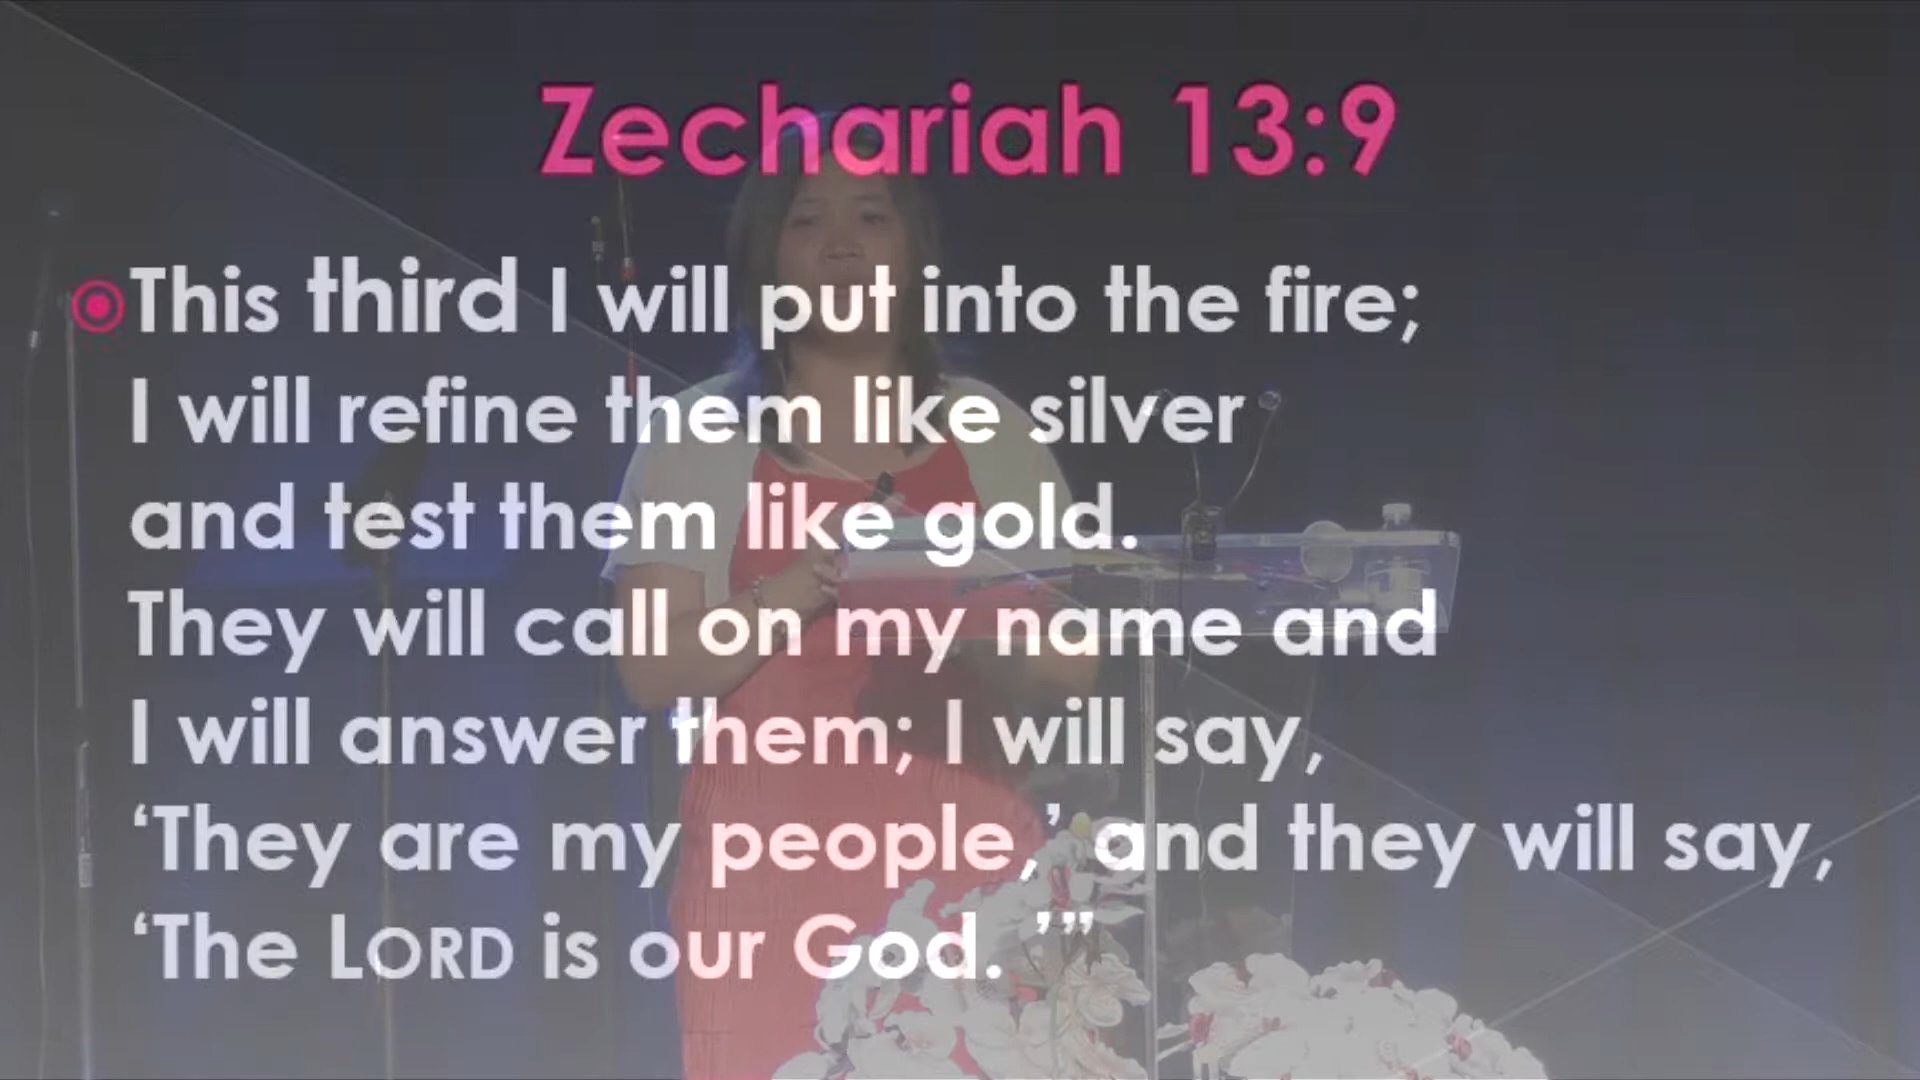 Zechariah 13:9
This third I will put into the fire;
I will refine them like silver
and test them like gold.
They will call on my name and
I will answer them; I will say,
‘They are my people,’ and they will say,
‘The LORD is our God.’”